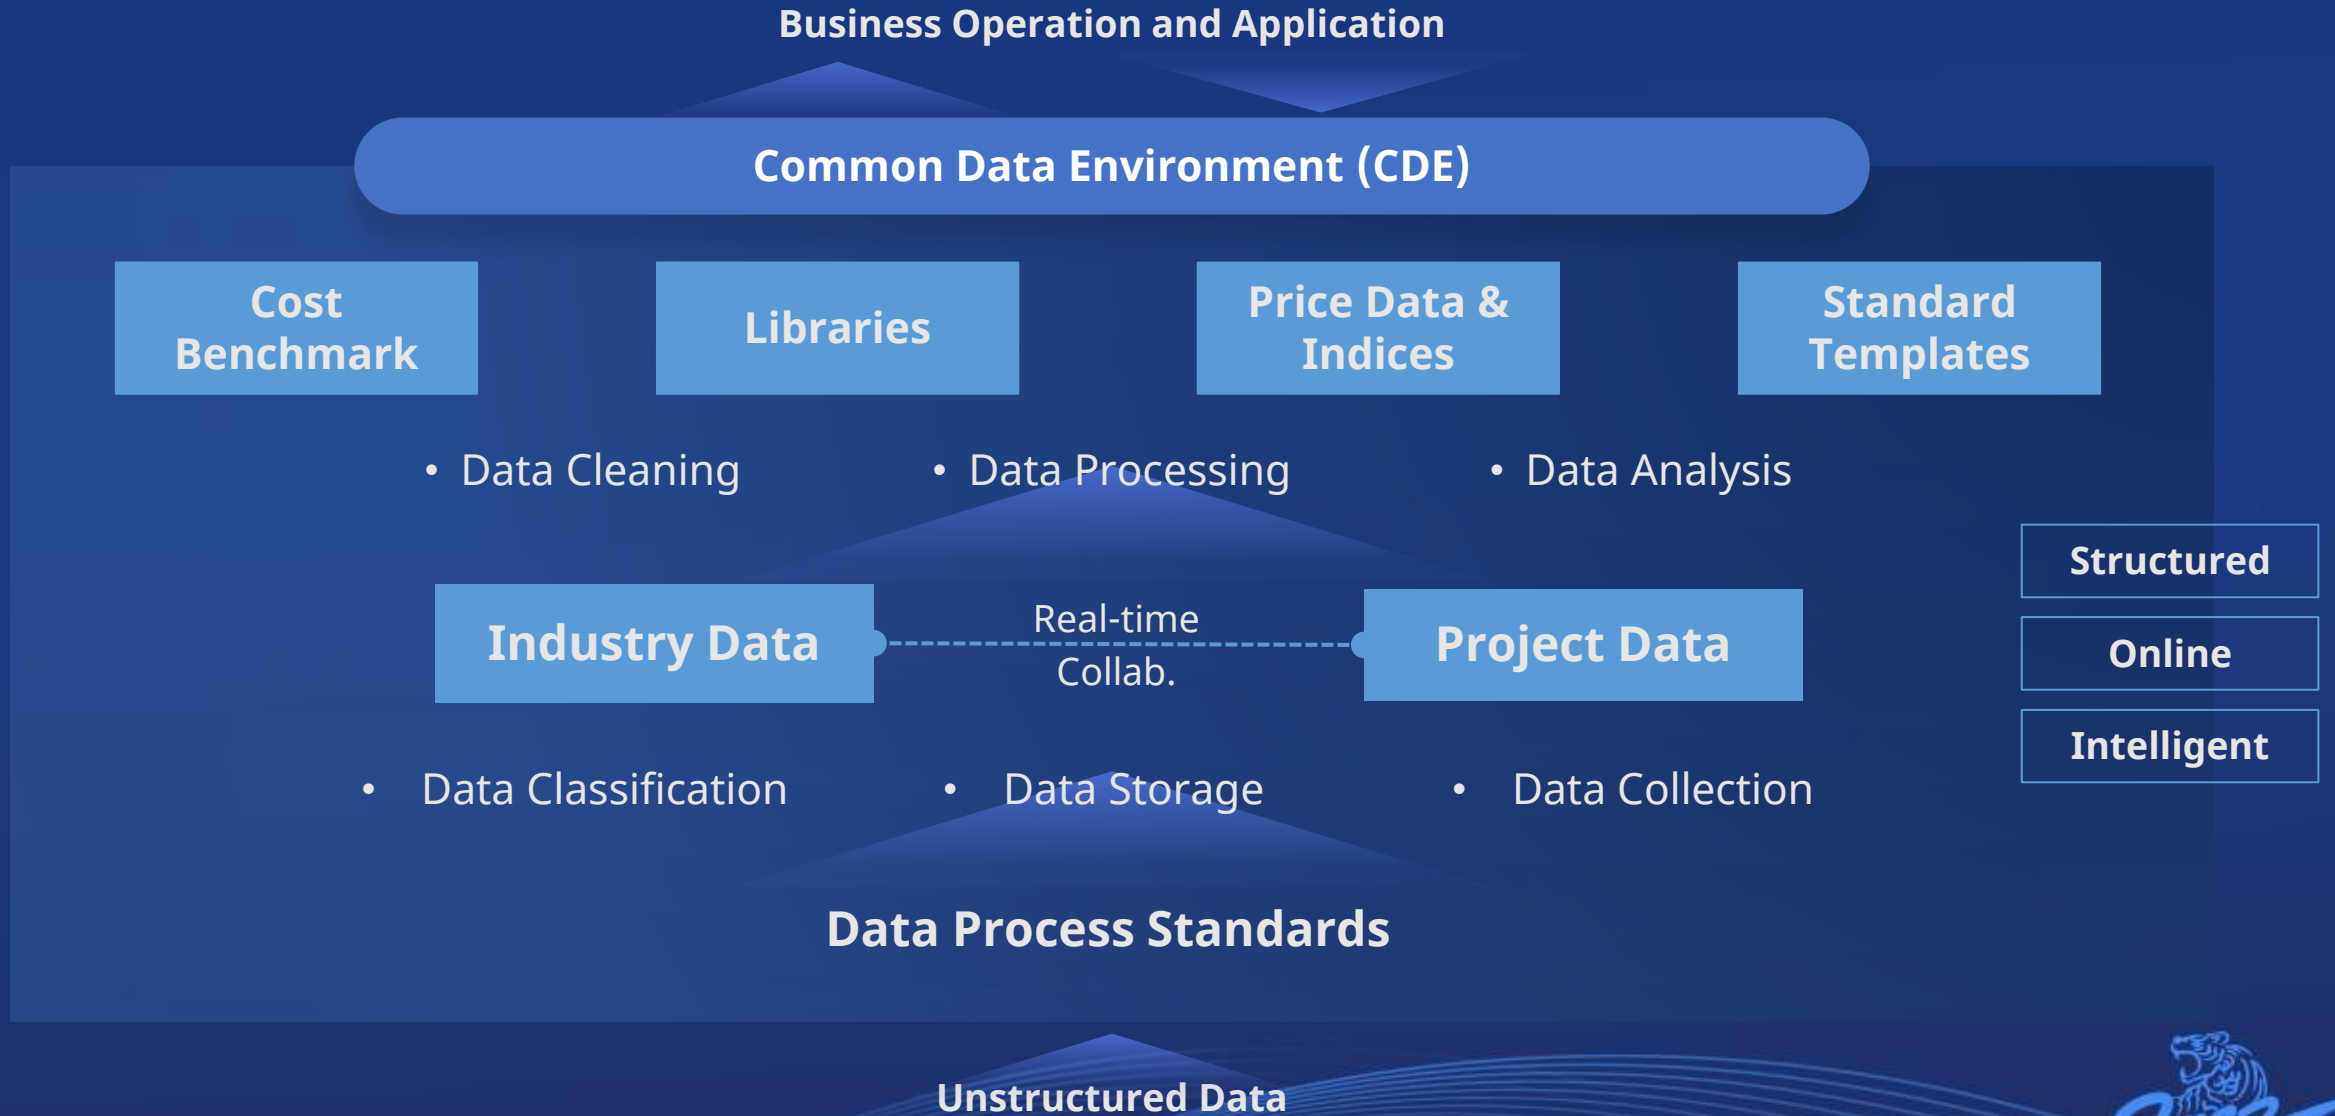 Business Operation and Application
Common Data Environment (CDE)
Cost
Benchmark
Libraries
Price Data &
Indices
Standard
Templates
• Data Cleaning
• Data Processing
• Data Analysis
Industry Data
Real-time
Collab.
Project Data
Structured
Online
Intelligent
• Data Classification
• Data Storage
• Data Collection
Data Process Standards
Unstructured Data